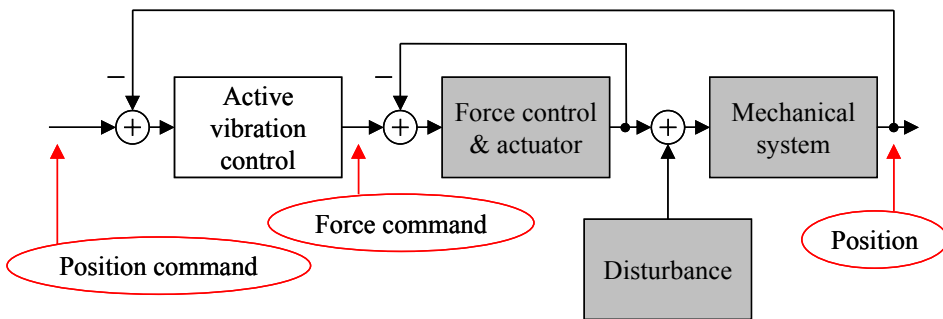 Active
vibration
control
Force control
& actuator
Mechanical
system
Force command
Position command
Position
Disturbance